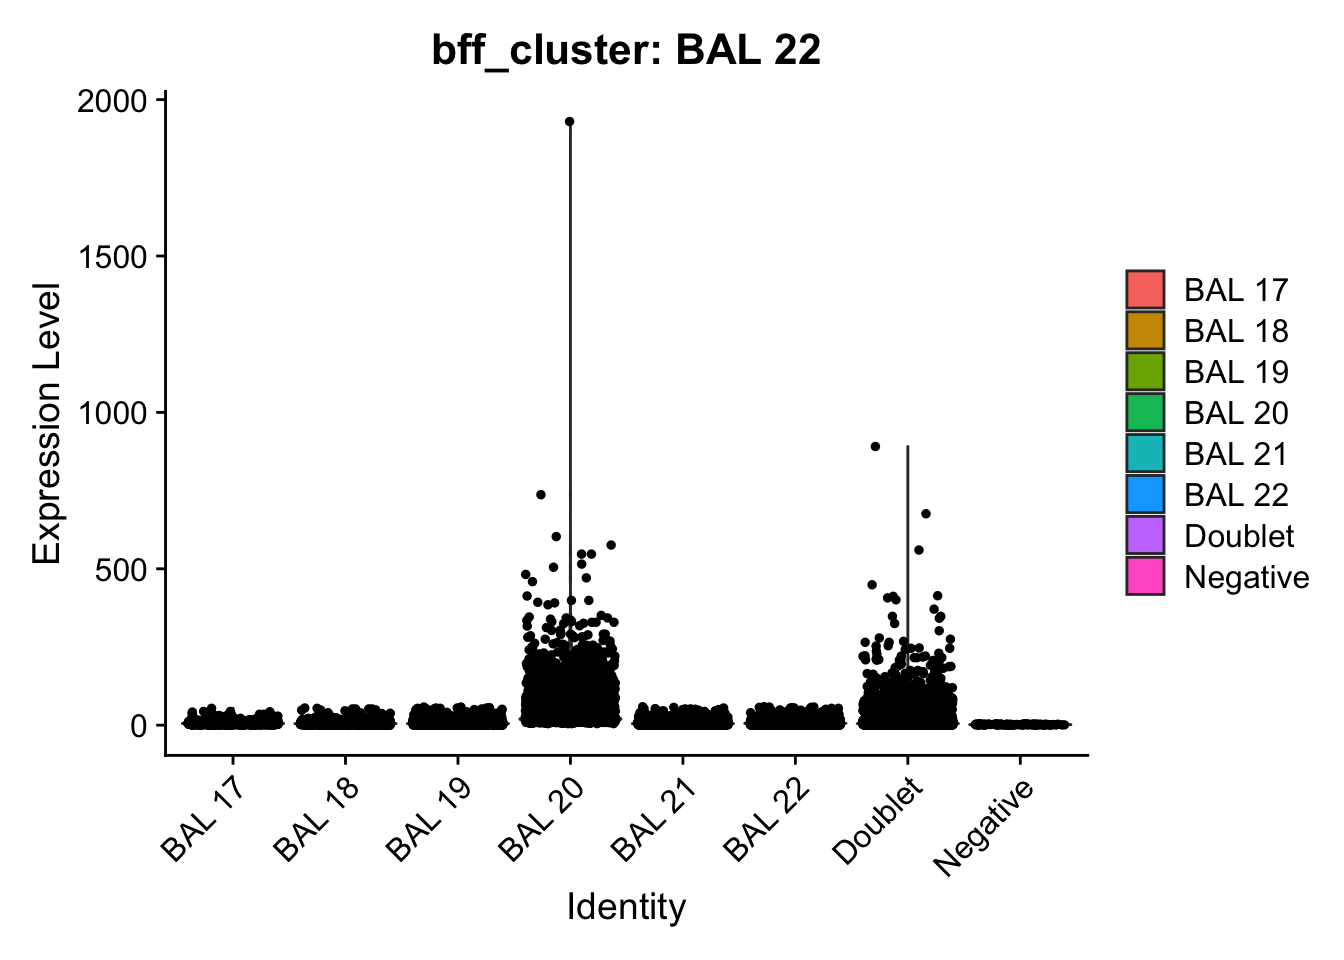 bff_cluster: BAL 22
2000
1500
1000
500
0
Expression Level
BAL 17
BAL 18
BAL 19
BAL 20
BAL 21
BAL 22
Doublet
Negative
Identity
BAL 17
BAL 18
BAL 19
BAL 20
BAL 21
BAL 22
Doublet
Negative